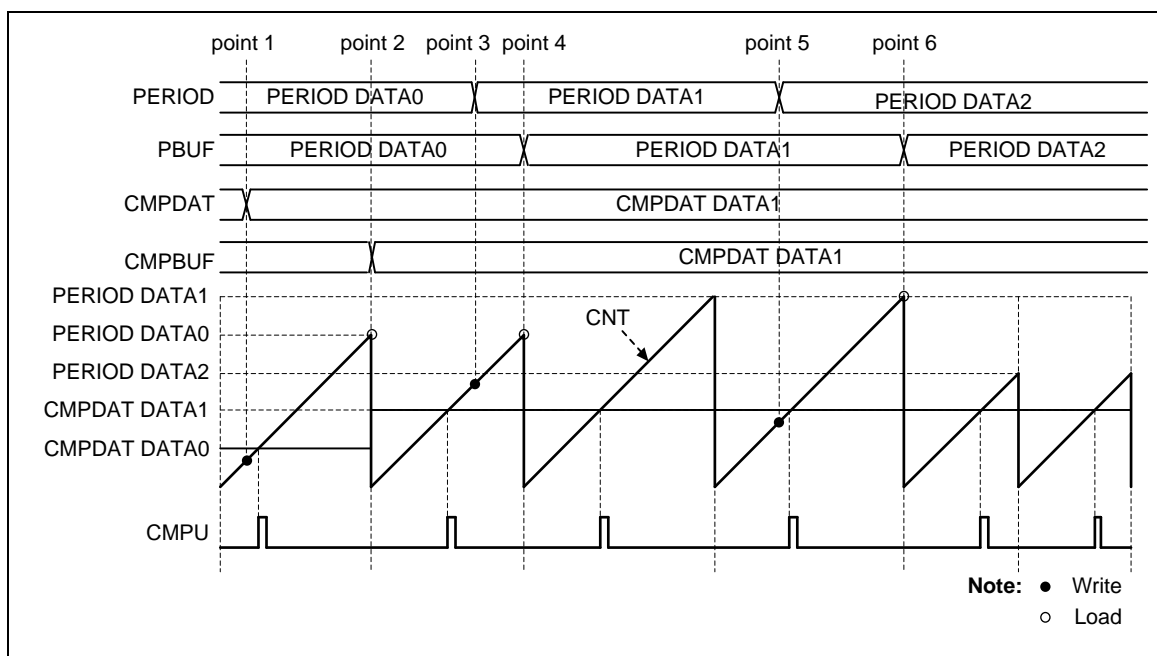 point 1 point 2 point 3 point 4 point 5 point 6
PERIOD PERIOD DATA0 PERIOD DATA1 PERIOD DATA2
PBUF PERIOD DATA0 PERIOD DATA1 PERIOD DATA2
CMPDAT CMPDAT DATA1
CMPBUF CMPDAT DATA1
PERIOD DATA1
PERIOD DATA0 CNT
PERIOD DATA2
CMPDAT DATA1
CMPDAT DATA0
CMPU
Note: ● Write
○ Load